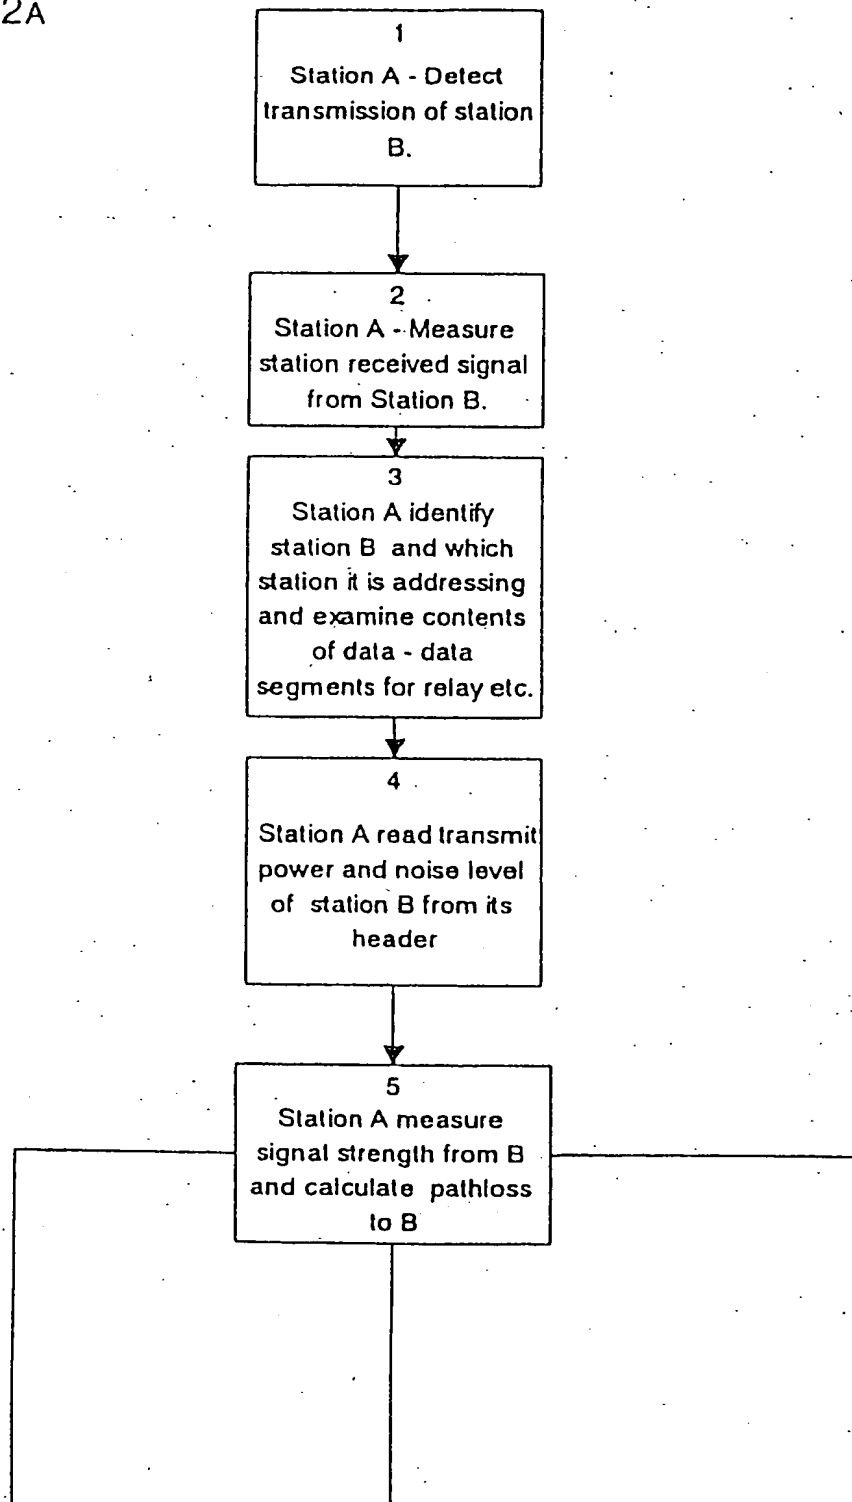 2A
1
Station A - Detect
transmission of station
B.
2
Station A - Measure
station received signal
from Station B.
3
Station A identify
station B and which
station it is addressing
and examine contents
of data - data
segments for relay etc.
4
Station A read transmit
power and noise level
of station B from its
header
5
Station A measure
signal strength from B
and calculate pathloss
to B